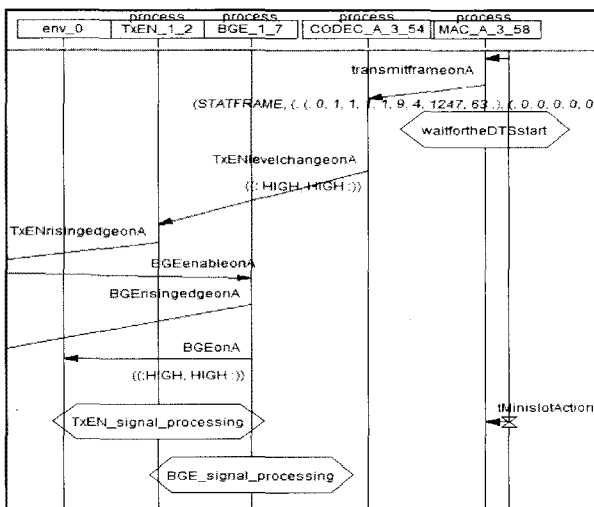 process process process process
env_0 TxEN_1_2 BGE_1_7 CODEC_A_3_54 MAC_A_3_58
transmitframeonA
(STATFRAME, (. (. 0, 1, 1, 1, 1, 9, 4, 1247, 63 .), (. 0, 0, 0, 0, 0
waitfortheDTSstart
TxENlevelchangeonA
((: HIGH, HIGH :))
TxENrisingedgeonA
BGEenableonA
BGErisingedgeonA
BGEonA
((:HIGH, HIGH :))
TxEN_signal_processing
tMinislotAction
BGE_signal_processing